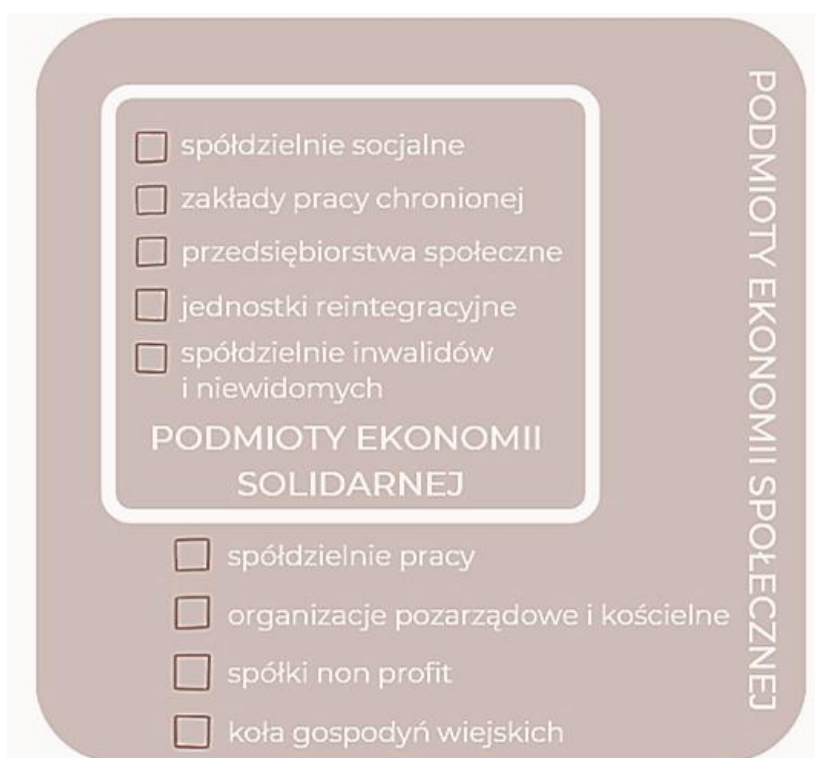 spółdzielnie socjalne
zakłady pracy chronionej
przedsiębiorstwa społeczne
jednostki reintegracyjne
spółdzielnie inwalidów
i niewidomych
PODMIOTY EKONOMII
SOLIDARNEJ
spółdzielnie pracy
organizacje pozarządowe i kościelne
spółki non profit
koła gospodyń wiejskich
PODMIOTY EKONOMII SPOŁECZNEJ